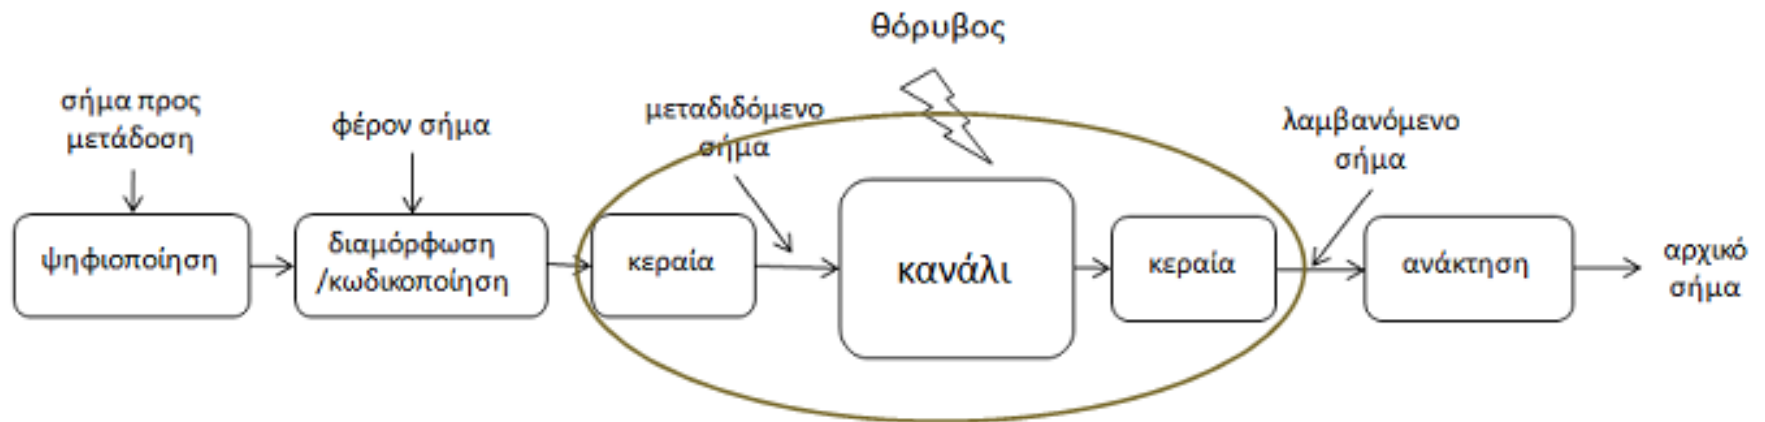 θόρυβος
σήμα προς
μετάδοση
φέρον σήμα
μεταδιδόμενο
σήμα
λαμβανόμενο
σήμα
ψηφιοποίηση
διαμόρφωση
/κωδικοποίηση
κεραία
κανάλι
κεραία
ανάκτηση
αρχικό
σήμα